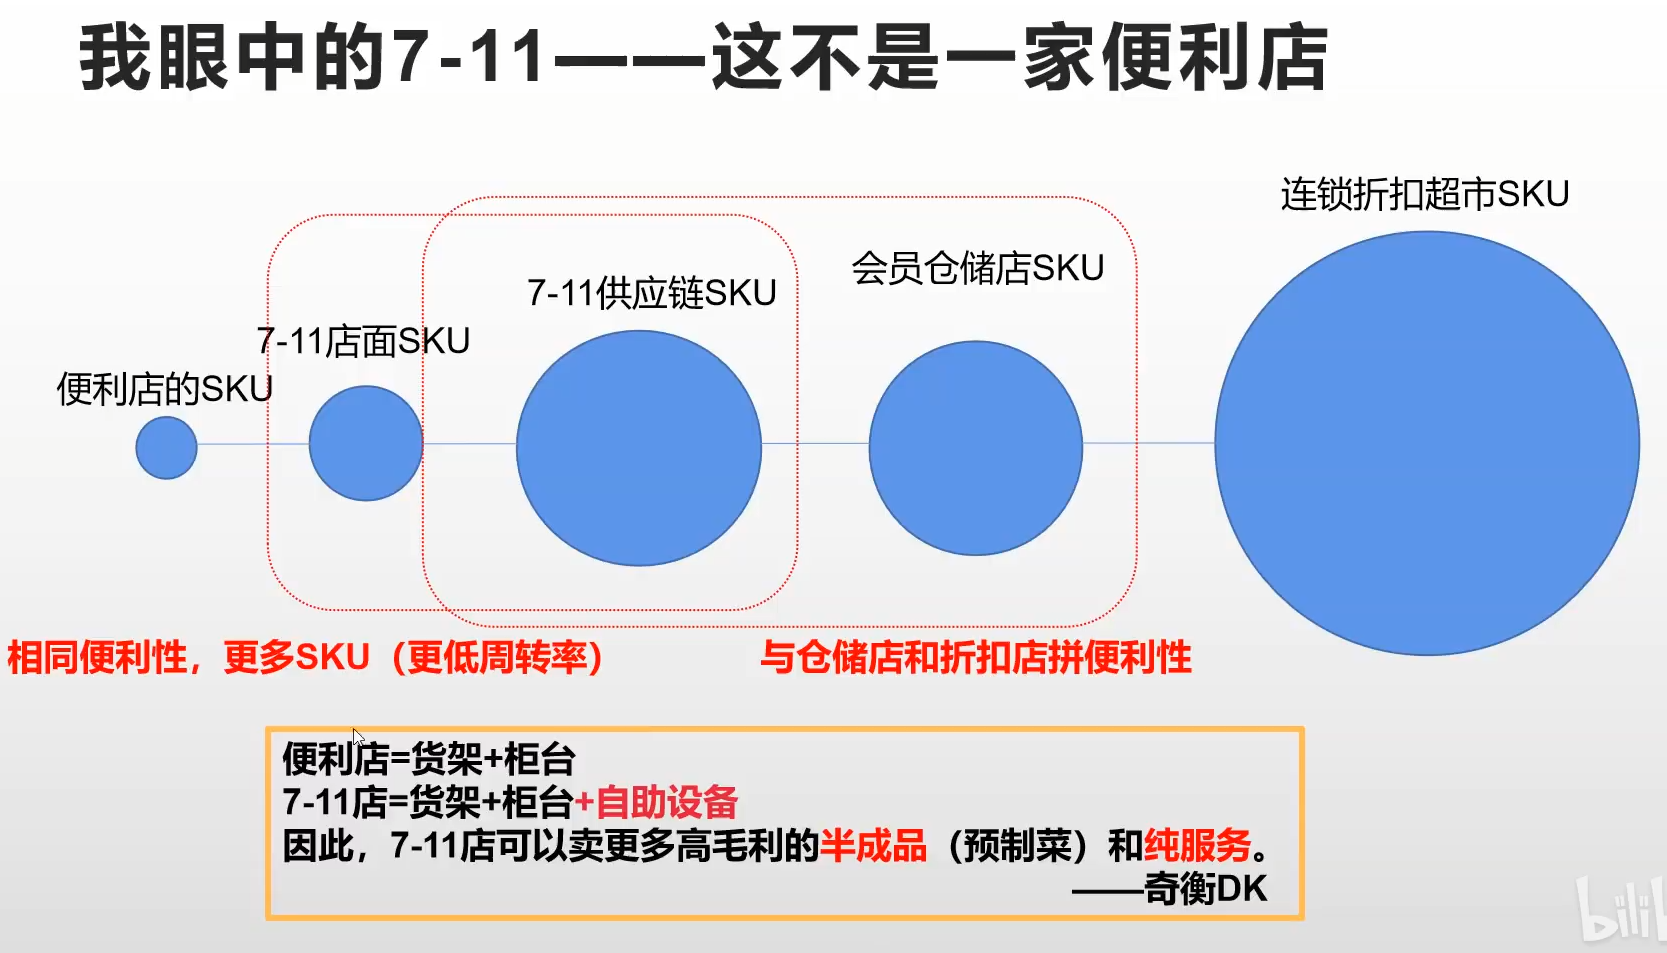 我眼中的7-11——这不是一家便利店
连锁折扣超市SKU
会员仓储店SKU
7-11供应链SKU
7-11店面SKU
便利店的SKU
相同便利性，更多SKU（更低周转率）
与仓储店和折扣店拼便利性
便利店=货架+柜台
7-11店=货架+柜台+自助设备
因此，7-11店可以卖更多高毛利的半成品（预制菜）和纯服务。
——奇衡DK